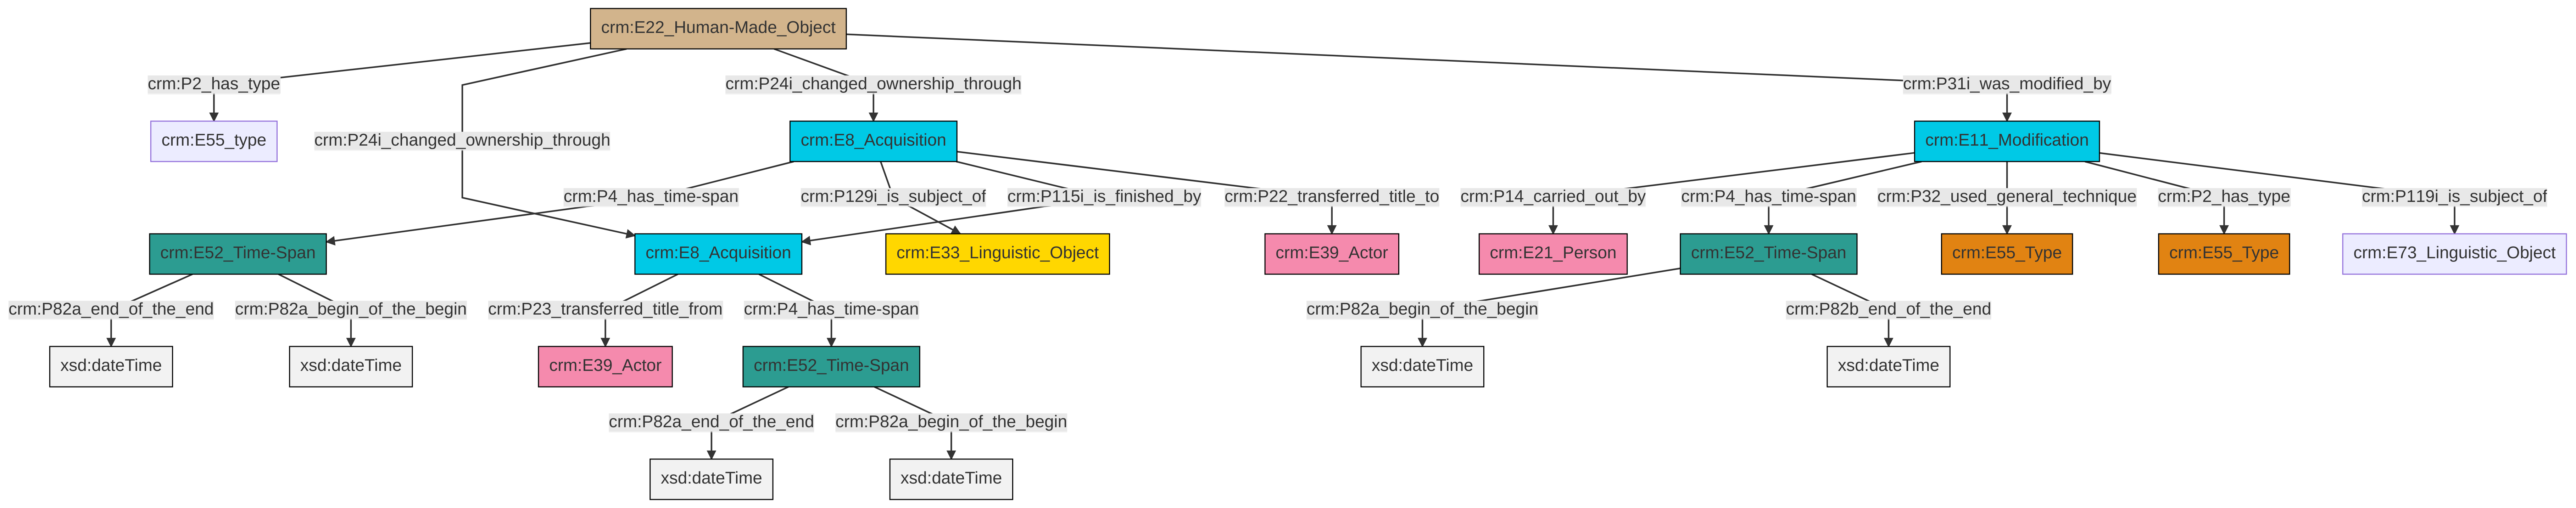 crm:E22_Human-Made_Object
crm:P2_has_type
crm:P24i_changed_ownership_through
crm:P31i_was_modified_by
crm:E55_type
crm:P24i_changed_ownership_through
crm:E8_Acquisition
crm:E11_Modification
crm:P4_has_time-span
crm:P129i_is_subject_of
crm:P115i_is_finished_by
crm:P22_transferred_title_to
crm:P14_carried_out_by
crm:P4_has_time-span
crm:P32_used_general_technique
crm:P2_has_type
crm:P119i_is_subject_of
crm:E52_Time-Span
crm:E8_Acquisition
crm:E33_Linguistic_Object
crm:E39_Actor
crm:E21_Person
crm:E52_Time-Span
crm:E55_Type
crm:E55_Type
crm:E73_Linguistic_Object
crm:P82a_end_of_the_end
crm:P82a_begin_of_the_begin
crm:P23_transferred_title_from
crm:P4_has_time-span
crm:P82a_begin_of_the_begin
crm:P82b_end_of_the_end
xsd:dateTime
xsd:dateTime
crm:E39_Actor
crm:E52_Time-Span
xsd:dateTime
xsd:dateTime
crm:P82a_end_of_the_end
crm:P82a_begin_of_the_begin
xsd:dateTime
xsd:dateTime